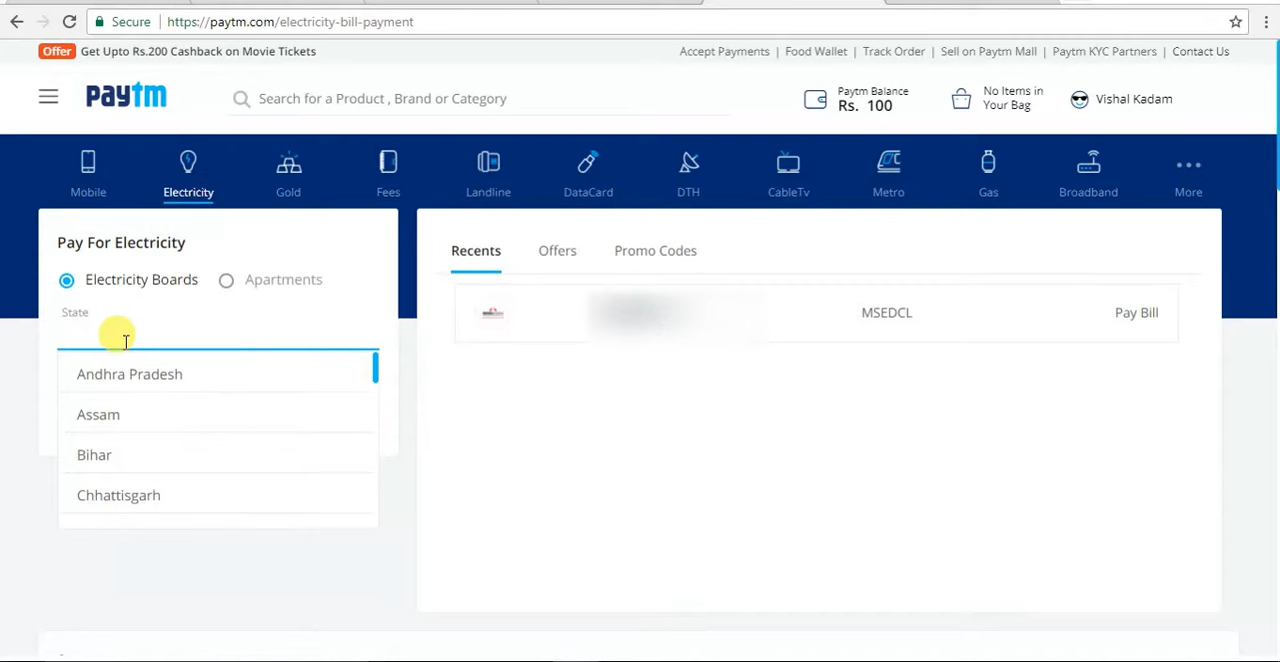 Secure | https://paytm.com/electricity-bill-payment
Offer Get Upto Rs.200 Cashback on Movie Tickets
Accept Payments | Food Wallet | Track Order | Sell on Paytm Mall | Paytm KYC Partners | Contact Us
paytm
Search for a Product , Brand or Category
Paytm Balance
Rs. 100
No Items in
Your Bag
Vishal Kadam
Mobile Electricity Gold Fees Landline DataCard DTH CableTv Metro Gas Broadband More
Pay For Electricity
Electricity Boards Apartments
State
Andhra Pradesh
Assam
Bihar
Chhattisgarh
Recents Offers Promo Codes
MSEDCL Pay Bill